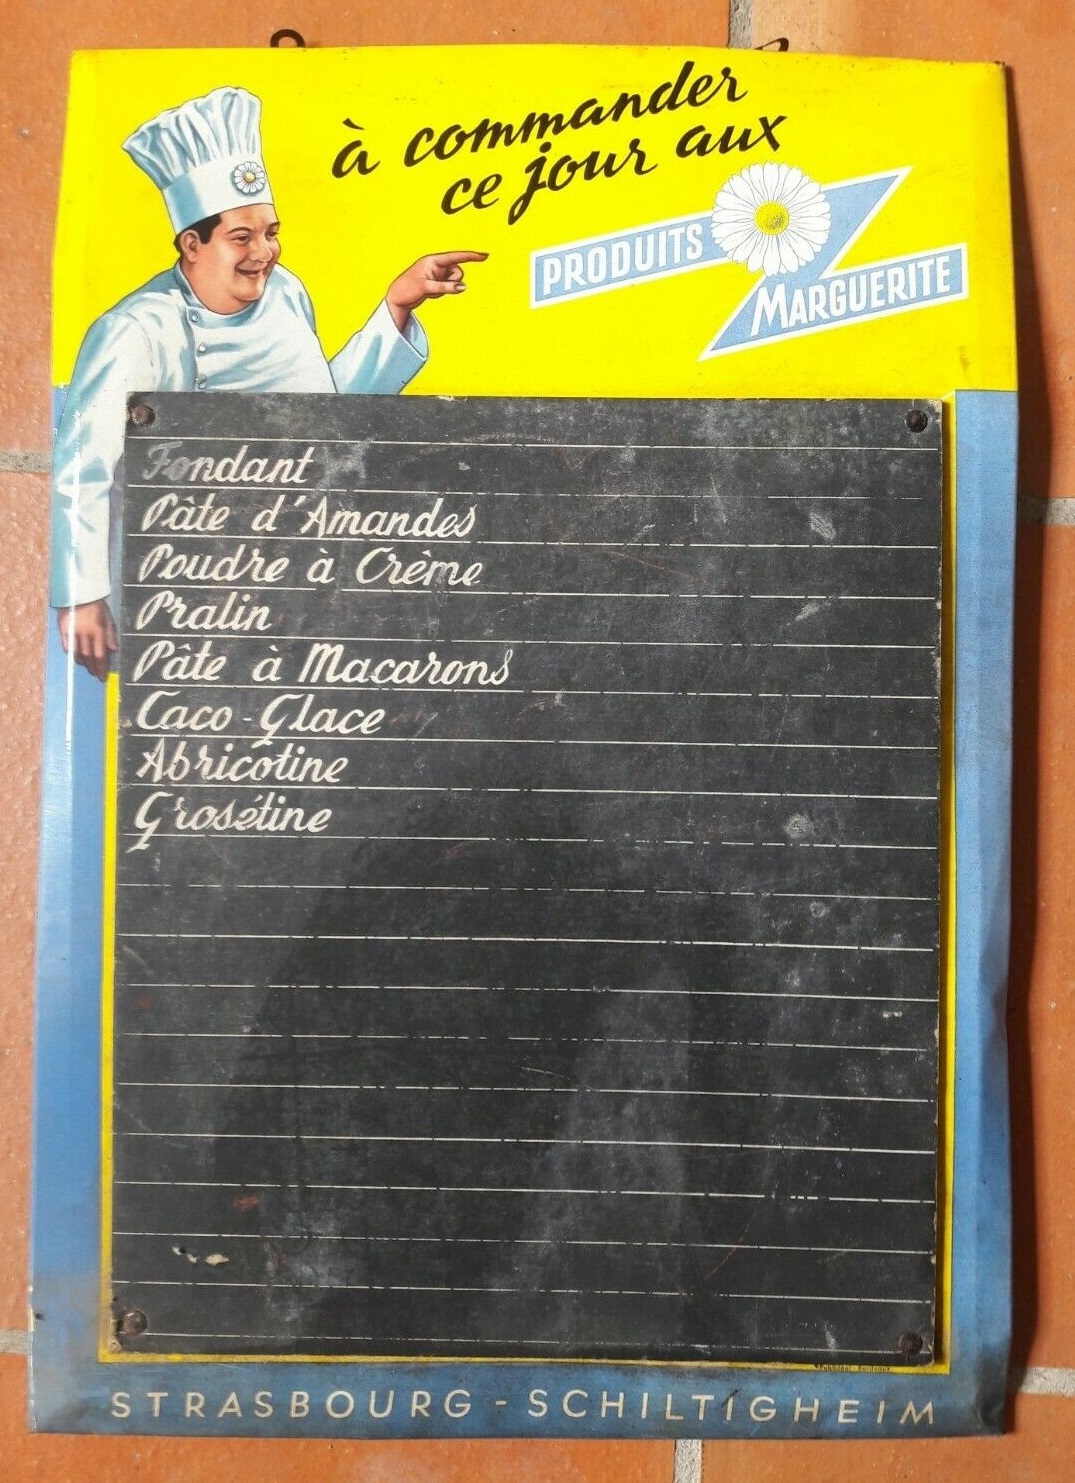 à commander
ce jour aux
PRODUITS
MARGUERITE
Fondant
Pâte d'Amandes
Poudre à Crème
Pralin
Pâte à Macarons
Caco-Glace
Abricotine
Grosétine
STRASBOURG - SCHILTIGHEIM